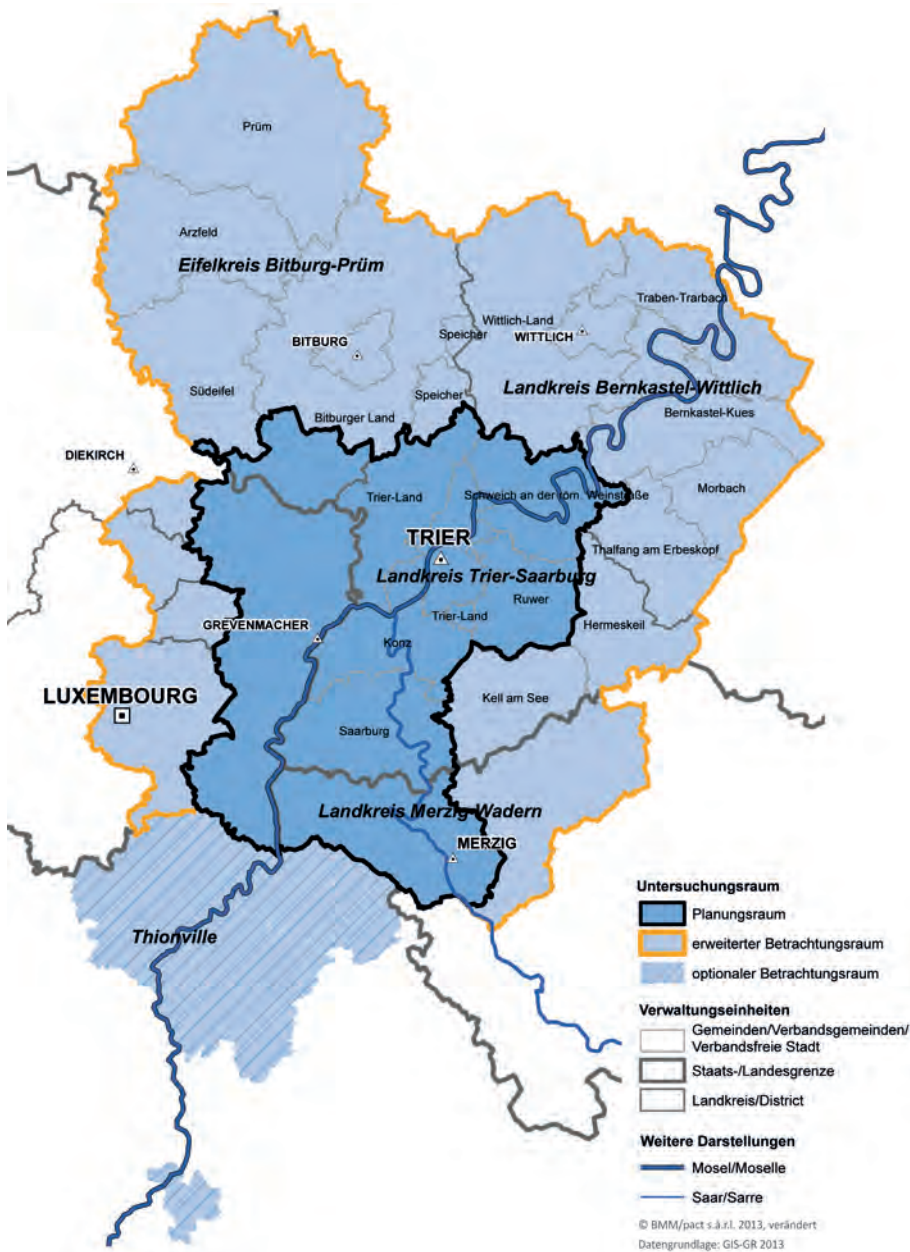 Prüm
Arzfeld
Eifelkreis Bitburg-Prüm
Traben-Trarbach
Wittlich-Land
Speicher
WITTLICH
BITBURG
Südeifel
Speicher
Landkreis Bernkastel-Wittlich
Bitburger Land
Bernkastel-Kues
DIEKIRCH
Morbach
Trier-Land
Schweich an der röm. Weinstraße
TRIER
Thalfang am Erbeskopf
Landkreis Trier-Saarburg
Ruwer
Trier-Land
GREVENMACHER
Hermeskeil
Konz
LUXEMBOURG
Kell am See
Saarburg
Landkreis Merzig-Wadern
MERZIG
Thionville
Untersuchungsraum
Planungsraum
erweiterter Betrachtungsraum
optionaler Betrachtungsraum
Verwaltungseinheiten
Gemeinden/Verbandsgemeinden/
Verbandsfreie Stadt
Staats-/Landesgrenze
Landkreis/District
Weitere Darstellungen
Mosel/Moselle
Saar/Sarre
© BMM/pact s.à.r.l. 2013, verändert
Datengrundlage: GIS-GR 2013